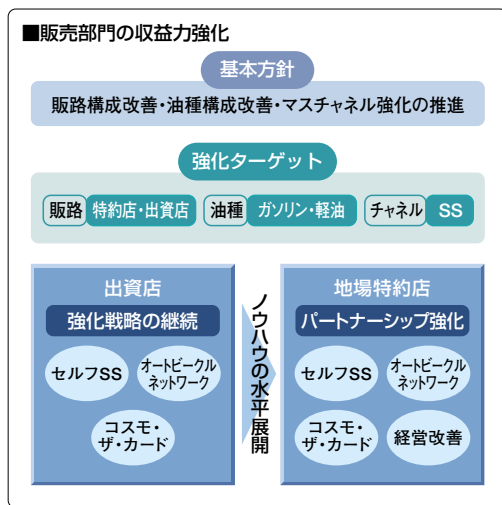 ■販売部門の収益力強化
基本方針
販路構成改善・油種構成改善・マスチャネル強化の推進
強化ターゲット
販路 特約店・出資店 油種 ガソリン・軽油 チャネル SS
出資店
強化戦略の継続
セルフSS
オートビークル
ネットワーク
コスモ・
ザ・カード
ノウハウの水平展開
地場特約店
パートナーシップ強化
セルフSS
オートビークル
ネットワーク
コスモ・
ザ・カード
経営改善